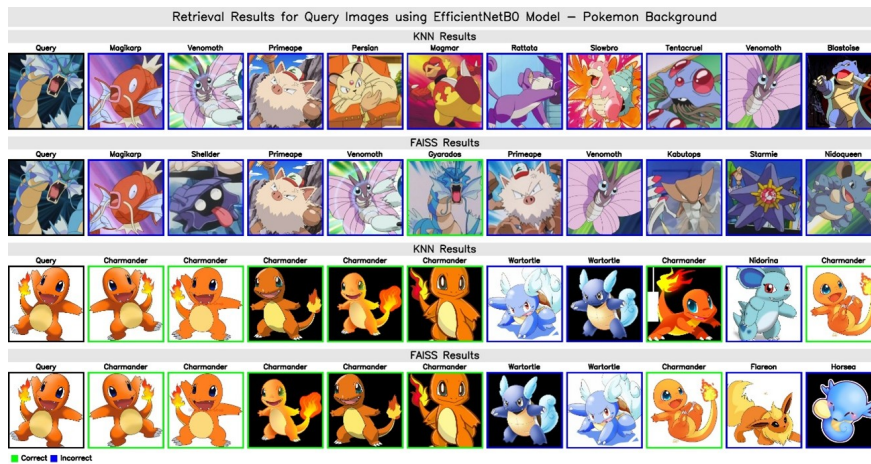 Retrieval Results for Query Images using EfficientNetB0 Model – Pokemon Background
KNN Results
Query Magikarp Venomoth Primeape Persian Magmar Rattata Slowbro Tentacruel Venomoth Blastoise
FAISS Results
Query Magikarp Shellder Primeape Venomoth Gyarados Primeape Venomoth Kabutops Starmie Nidoqueen
KNN Results
Query Charmander Charmander Charmander Charmander Charmander Wartortle Wartortle Charmander Nidorina Charmander
FAISS Results
Query Charmander Charmander Charmander Charmander Charmander Wartortle Wartortle Charmander Flareon Horsea
Correct Incorrect